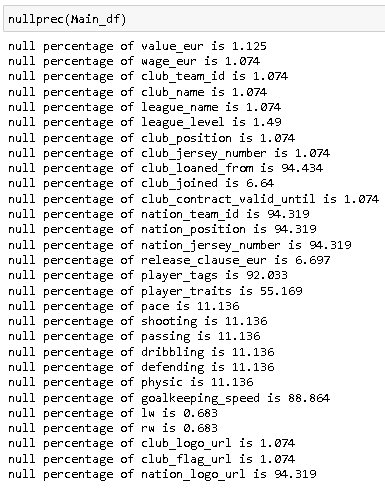 nullprec(Main_df)
null percentage of value_eur is 1.125
null percentage of wage_eur is 1.074
null percentage of club_team_id is 1.074
null percentage of club_name is 1.074
null percentage of league_name is 1.074
null percentage of league_level is 1.49
null percentage of club_position is 1.074
null percentage of club_jersey_number is 1.074
null percentage of club_loaned_from is 94.434
null percentage of club_joined is 6.64
null percentage of club_contract_valid_until is 1.074
null percentage of nation_team_id is 94.319
null percentage of nation_position is 94.319
null percentage of nation_jersey_number is 94.319
null percentage of release_clause_eur is 6.697
null percentage of player_tags is 92.033
null percentage of player_traits is 55.169
null percentage of pace is 11.136
null percentage of shooting is 11.136
null percentage of passing is 11.136
null percentage of dribbling is 11.136
null percentage of defending is 11.136
null percentage of physic is 11.136
null percentage of goalkeeping_speed is 88.864
null percentage of lw is 0.683
null percentage of rw is 0.683
null percentage of club_logo_url is 1.074
null percentage of club_flag_url is 1.074
null percentage of nation_logo_url is 94.319